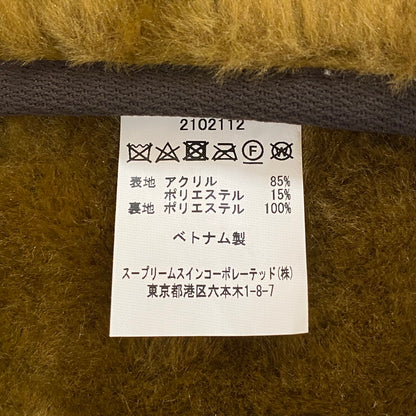 2102112
F W
表地 アクリル 85%
ポリエステル 15%
裏地 ポリエステル 100%
ベトナム製
スープリームスインコーポレーテッド(株)
東京都港区六本木1-8-7